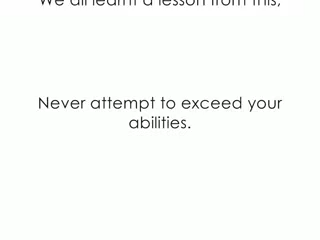 We all learnt a lesson from this,
Never attempt to exceed your
abilities.